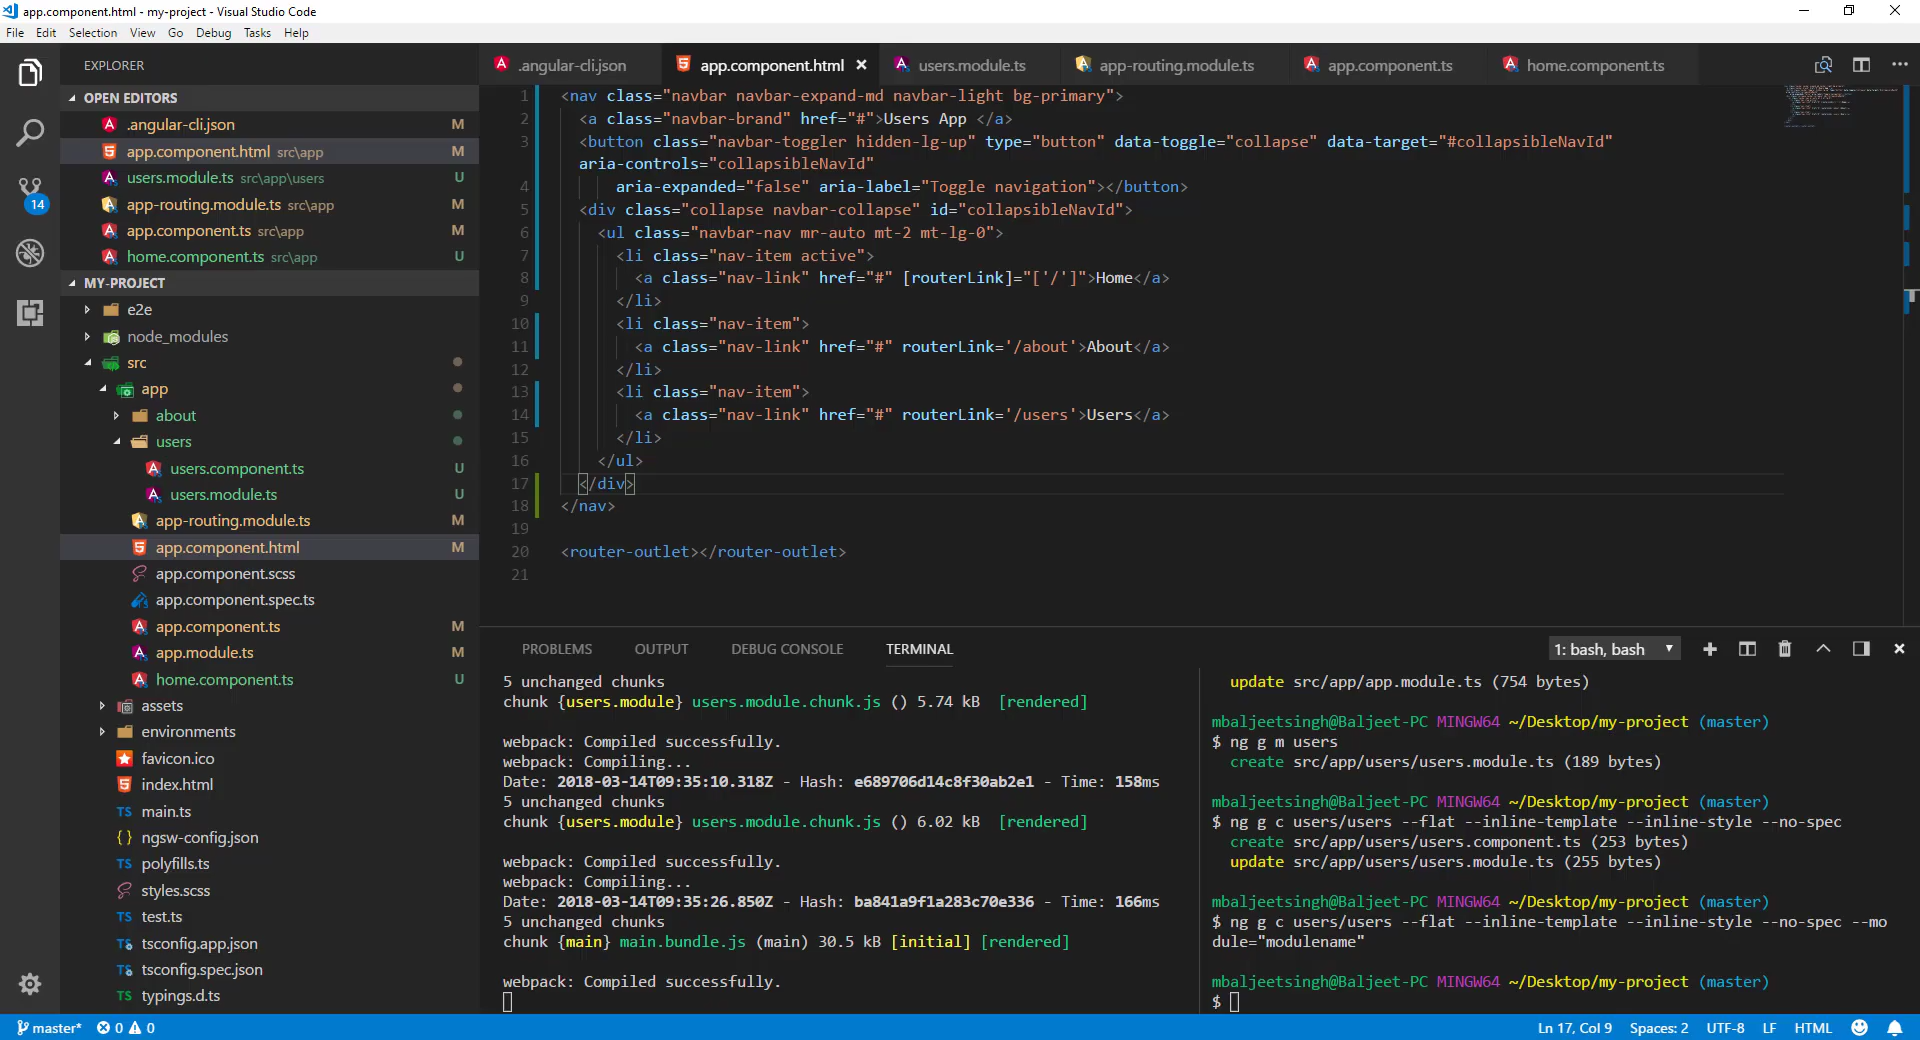 app.component.html - my-project - Visual Studio Code
File Edit Selection View Go Debug Tasks Help
EXPLORER
OPEN EDITORS
.angular-cli.json M
app.component.html src\app M
users.module.ts src\app\users U
app-routing.module.ts src\app M
app.component.ts src\app M
home.component.ts src\app U
MY-PROJECT
e2e
node_modules
src
app
about
users
users.component.ts U
users.module.ts U
app-routing.module.ts M
app.component.html M
app.component.scss
app.component.spec.ts
app.component.ts M
app.module.ts M
home.component.ts U
assets
environments
favicon.ico
index.html
TS main.ts
{ } ngsw-config.json
TS polyfills.ts
styles.scss
TS test.ts
TS tsconfig.app.json
TS tsconfig.spec.json
TS typings.d.ts
14
.angular-cli.json app.component.html users.module.ts app-routing.module.ts app.component.ts home.component.ts
1 <nav class="navbar navbar-expand-md navbar-light bg-primary">
2 <a class="navbar-brand" href="#">Users App </a>
3 <button class="navbar-toggler hidden-lg-up" type="button" data-toggle="collapse" data-target="#collapsibleNavId"
aria-controls="collapsibleNavId"
4 aria-expanded="false" aria-label="Toggle navigation"></button>
5 <div class="collapse navbar-collapse" id="collapsibleNavId">
6 <ul class="navbar-nav mr-auto mt-2 mt-lg-0">
7 <li class="nav-item active">
8 <a class="nav-link" href="#" [routerLink]="['/']">Home</a>
9 </li>
10 <li class="nav-item">
11 <a class="nav-link" href="#" routerLink='/about'>About</a>
12 </li>
13 <li class="nav-item">
14 <a class="nav-link" href="#" routerLink='/users'>Users</a>
15 </li>
16 </ul>
17 </div>
18 </nav>
19
20 <router-outlet></router-outlet>
21
PROBLEMS OUTPUT DEBUG CONSOLE TERMINAL
1: bash, bash
5 unchanged chunks
chunk {users.module} users.module.chunk.js () 5.74 kB [rendered]
webpack: Compiled successfully.
webpack: Compiling...
Date: 2018-03-14T09:35:10.318Z - Hash: e689706d14c8f30ab2e1 - Time: 158ms
5 unchanged chunks
chunk {users.module} users.module.chunk.js () 6.02 kB [rendered]
webpack: Compiled successfully.
webpack: Compiling...
Date: 2018-03-14T09:35:26.850Z - Hash: ba841a9f1a283c70e336 - Time: 166ms
5 unchanged chunks
chunk {main} main.bundle.js (main) 30.5 kB [initial] [rendered]
webpack: Compiled successfully.
update src/app/app.module.ts (754 bytes)
mbaljeetsingh@Baljeet-PC MINGW64 ~/Desktop/my-project (master)
$ ng g m users
create src/app/users/users.module.ts (189 bytes)
mbaljeetsingh@Baljeet-PC MINGW64 ~/Desktop/my-project (master)
$ ng g c users/users --flat --inline-template --inline-style --no-spec
create src/app/users/users.component.ts (253 bytes)
update src/app/users/users.module.ts (255 bytes)
mbaljeetsingh@Baljeet-PC MINGW64 ~/Desktop/my-project (master)
$ ng g c users/users --flat --inline-template --inline-style --no-spec --mo
dule="modulename"
mbaljeetsingh@Baljeet-PC MINGW64 ~/Desktop/my-project (master)
$
master* 0 0 Ln 17, Col 9 Spaces: 2 UTF-8 LF HTML